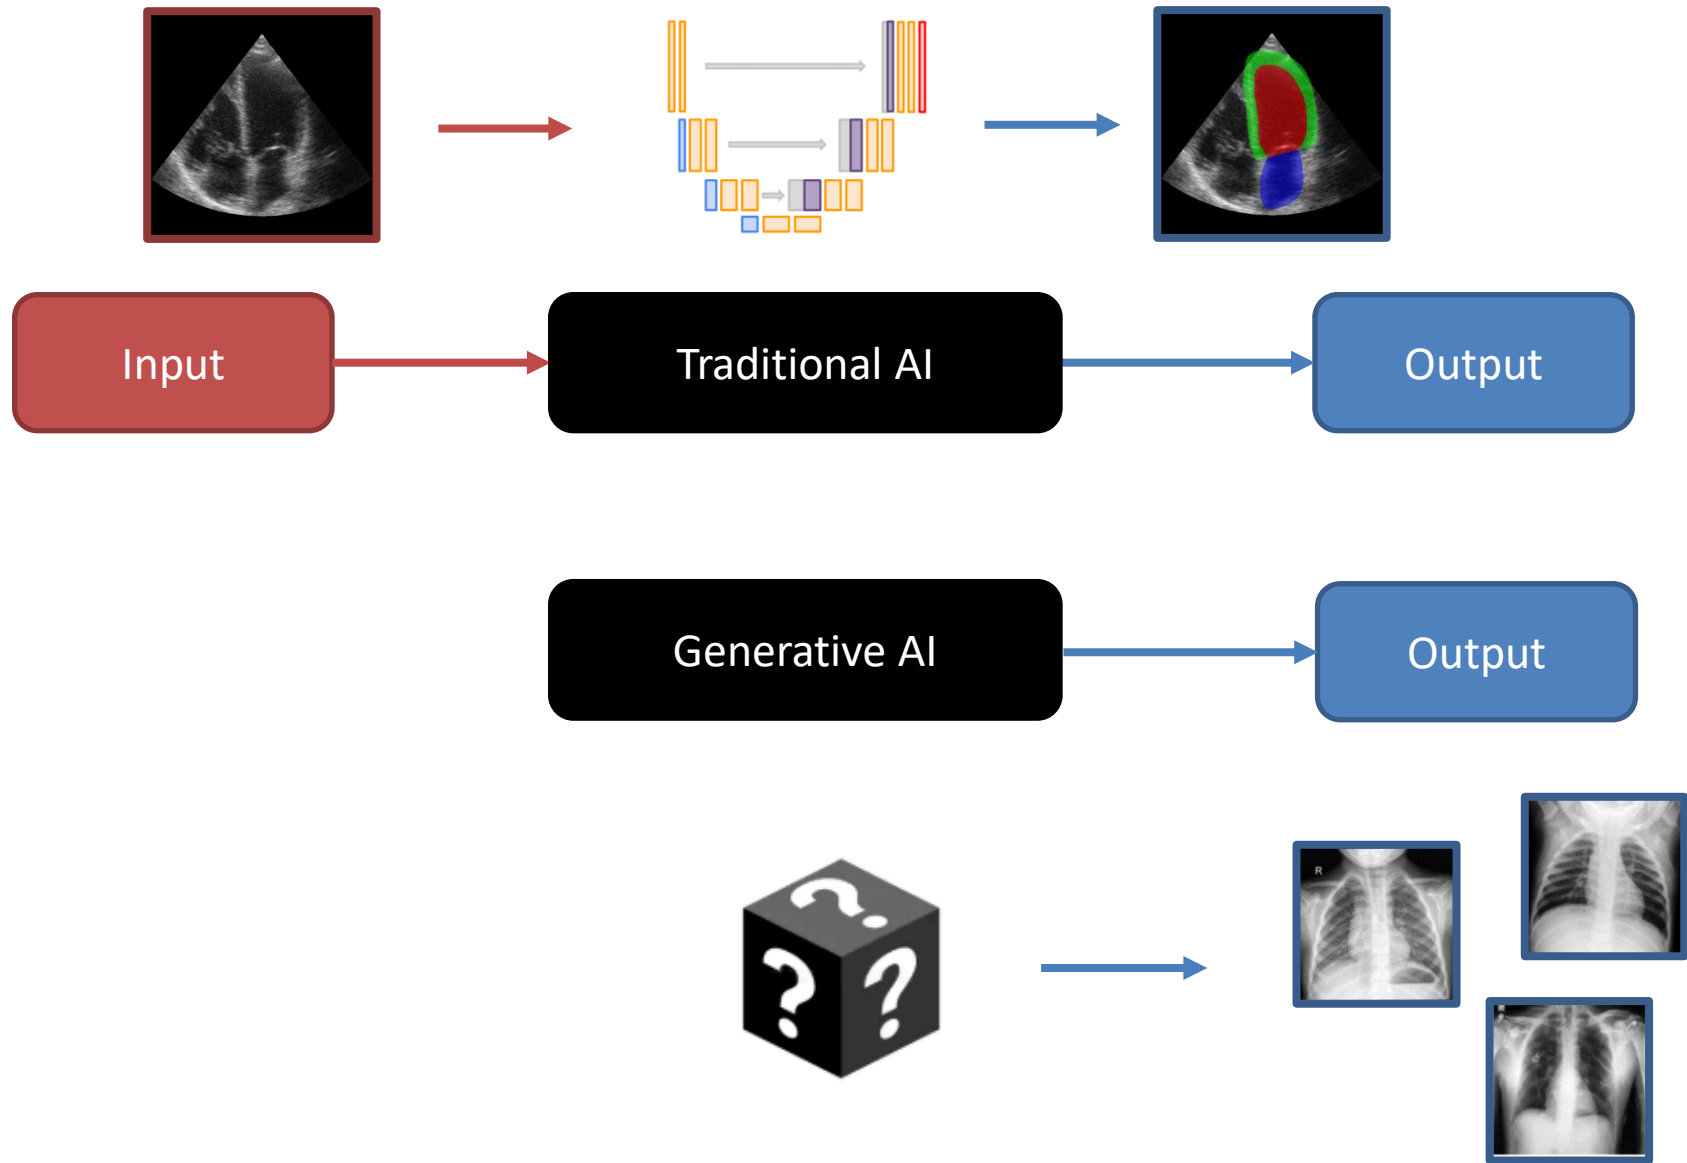 Input
Traditional AI
Output
Generative AI
Output
?
?
?
R